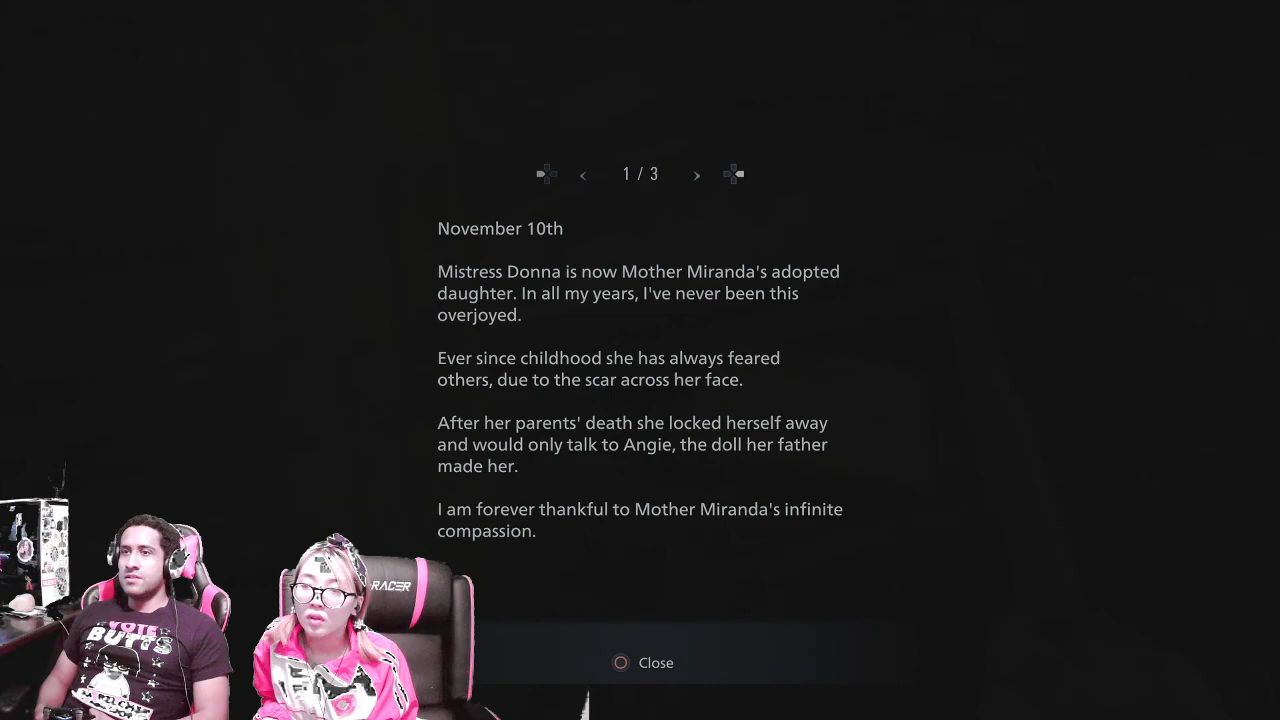 1 / 3
November 10th
Mistress Donna is now Mother Miranda's adopted
daughter. In all my years, I've never been this
overjoyed.
Ever since childhood she has always feared
others, due to the scar across her face.
After her parents' death she locked herself away
and would only talk to Angie, the doll her father
made her.
I am forever thankful to Mother Miranda's infinite
compassion.
RACER
VOTE
BUTTS
Close